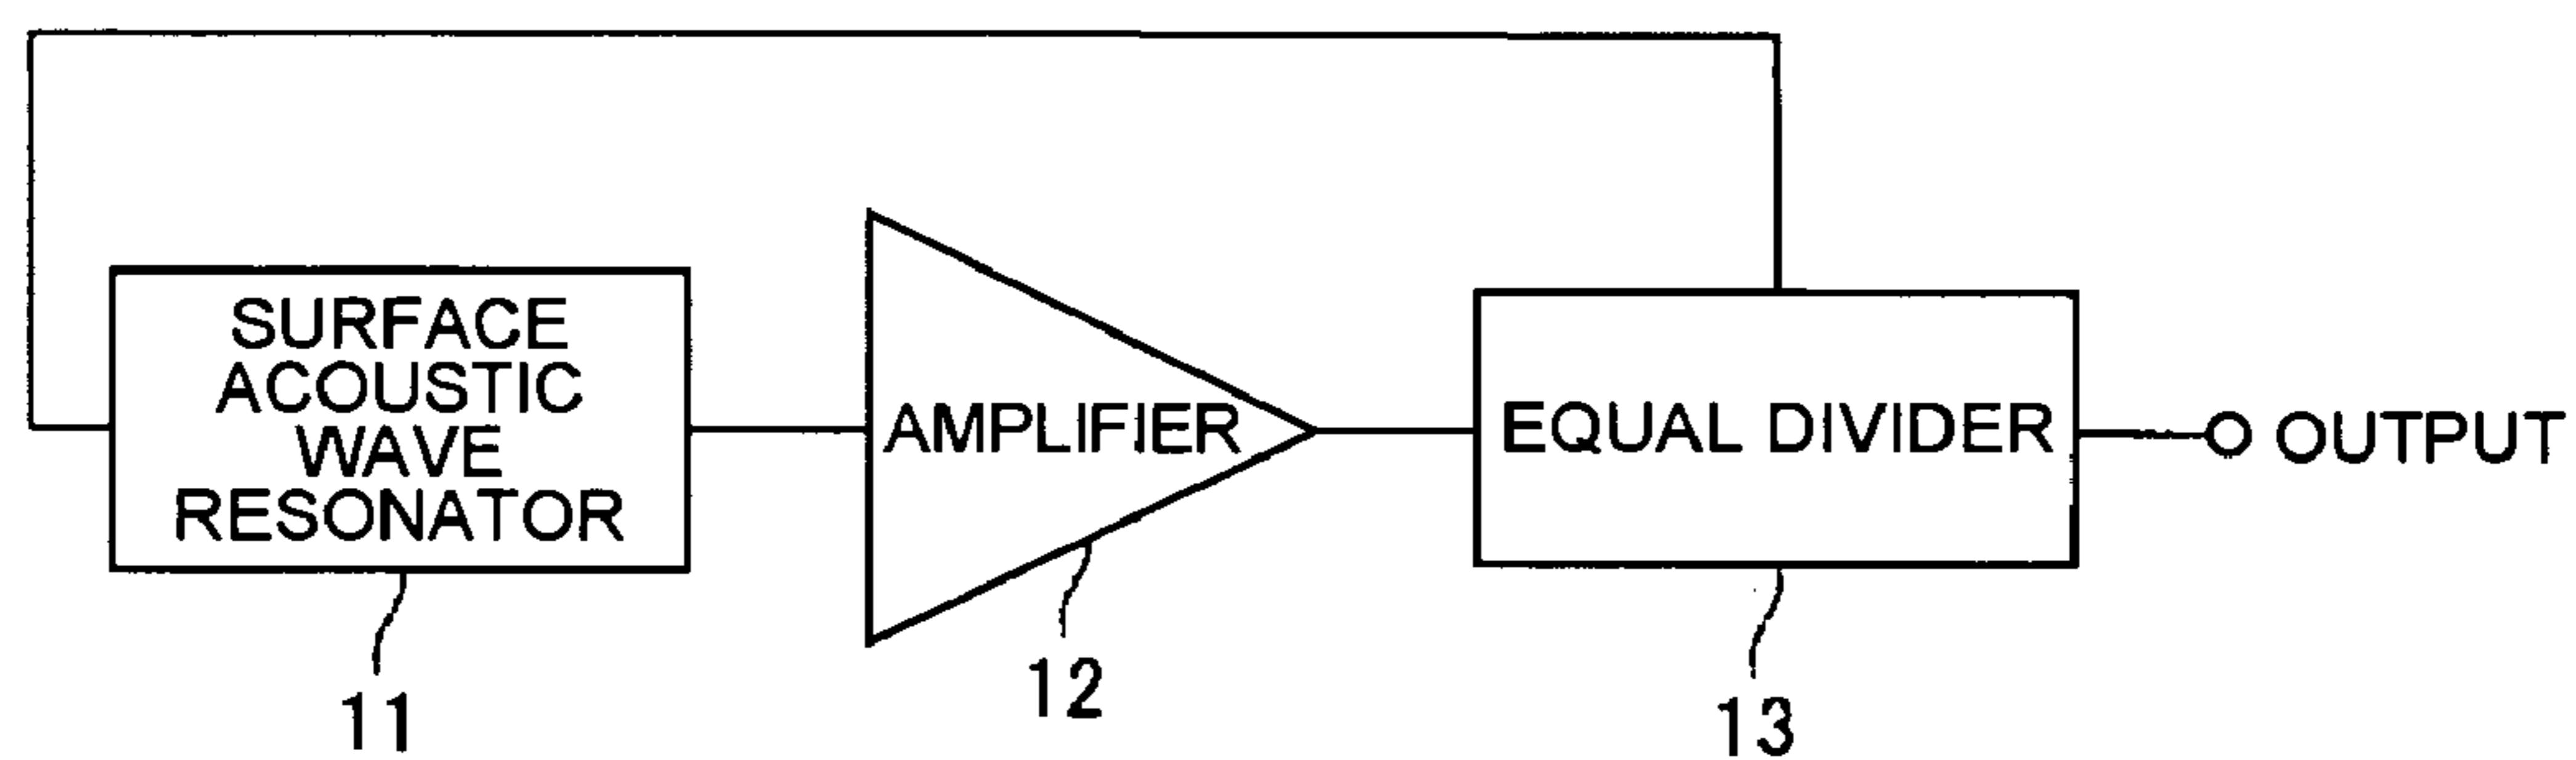 SURFACE
ACOUSTIC
WAVE
RESONATOR
AMPLIFIER
EQUAL DIVIDER
OUTPUT
11
12
13